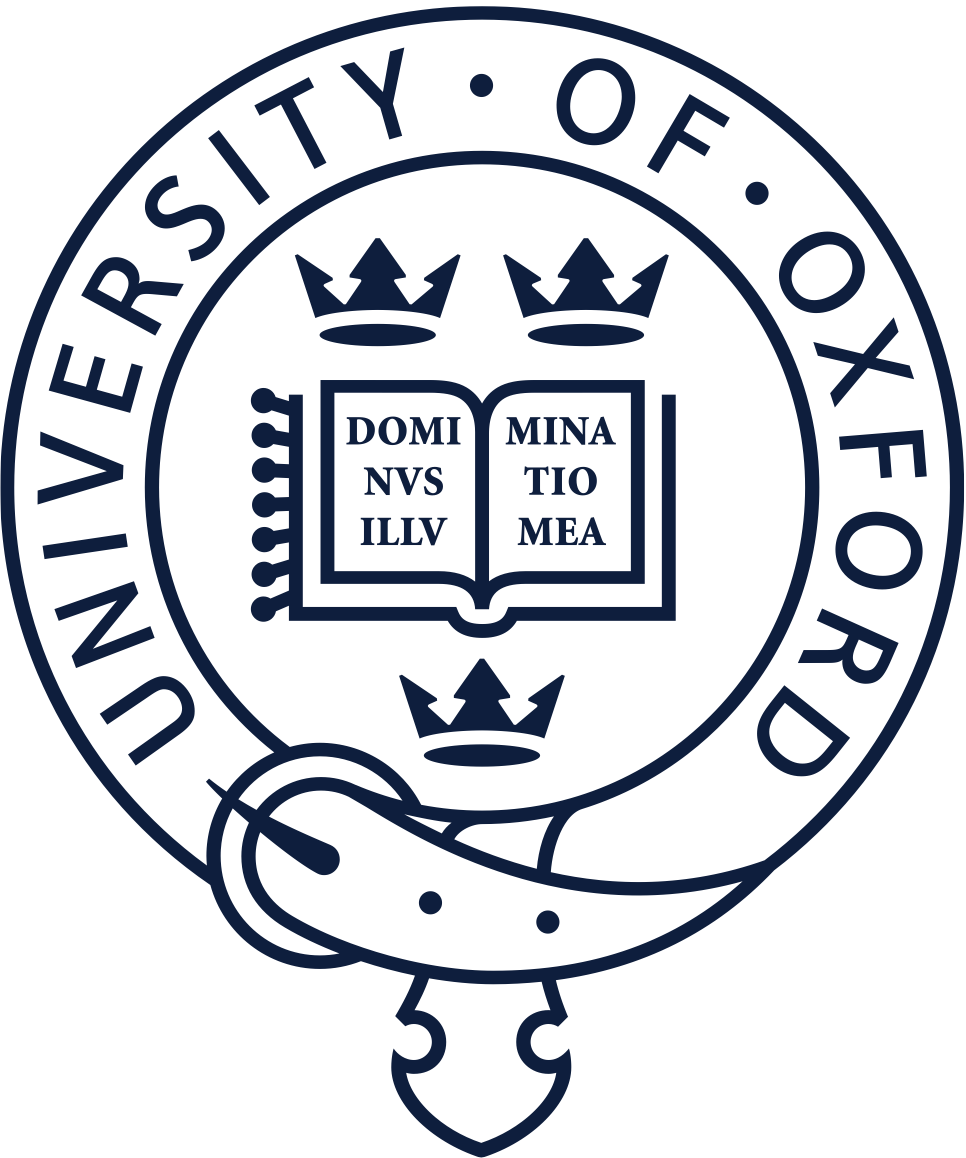 UNIVERSITY · OF · OXFORD
DOMI
NVS
ILLV
MINA
TIO
MEA